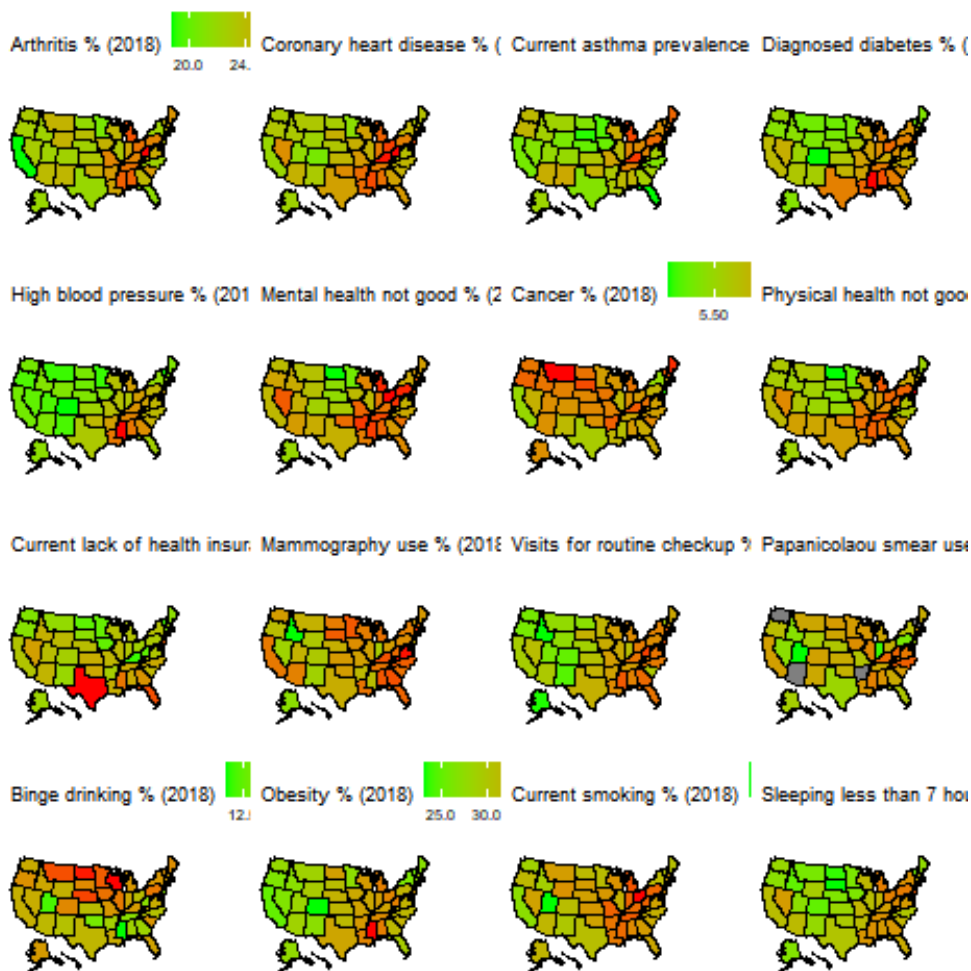 Arthritis % (2018) Coronary heart disease % ( Current asthma prevalence Diagnosed diabetes % (
20.0 24.
High blood pressure % (201 Mental health not good % (2 Cancer % (2018) Physical health not good
5.50
Current lack of health insur Mammography use % (2018 Visits for routine checkup % Papanicolaou smear use
Binge drinking % (2018) Obesity % (2018) Current smoking % (2018) Sleeping less than 7 hou
12. 25.0 30.0